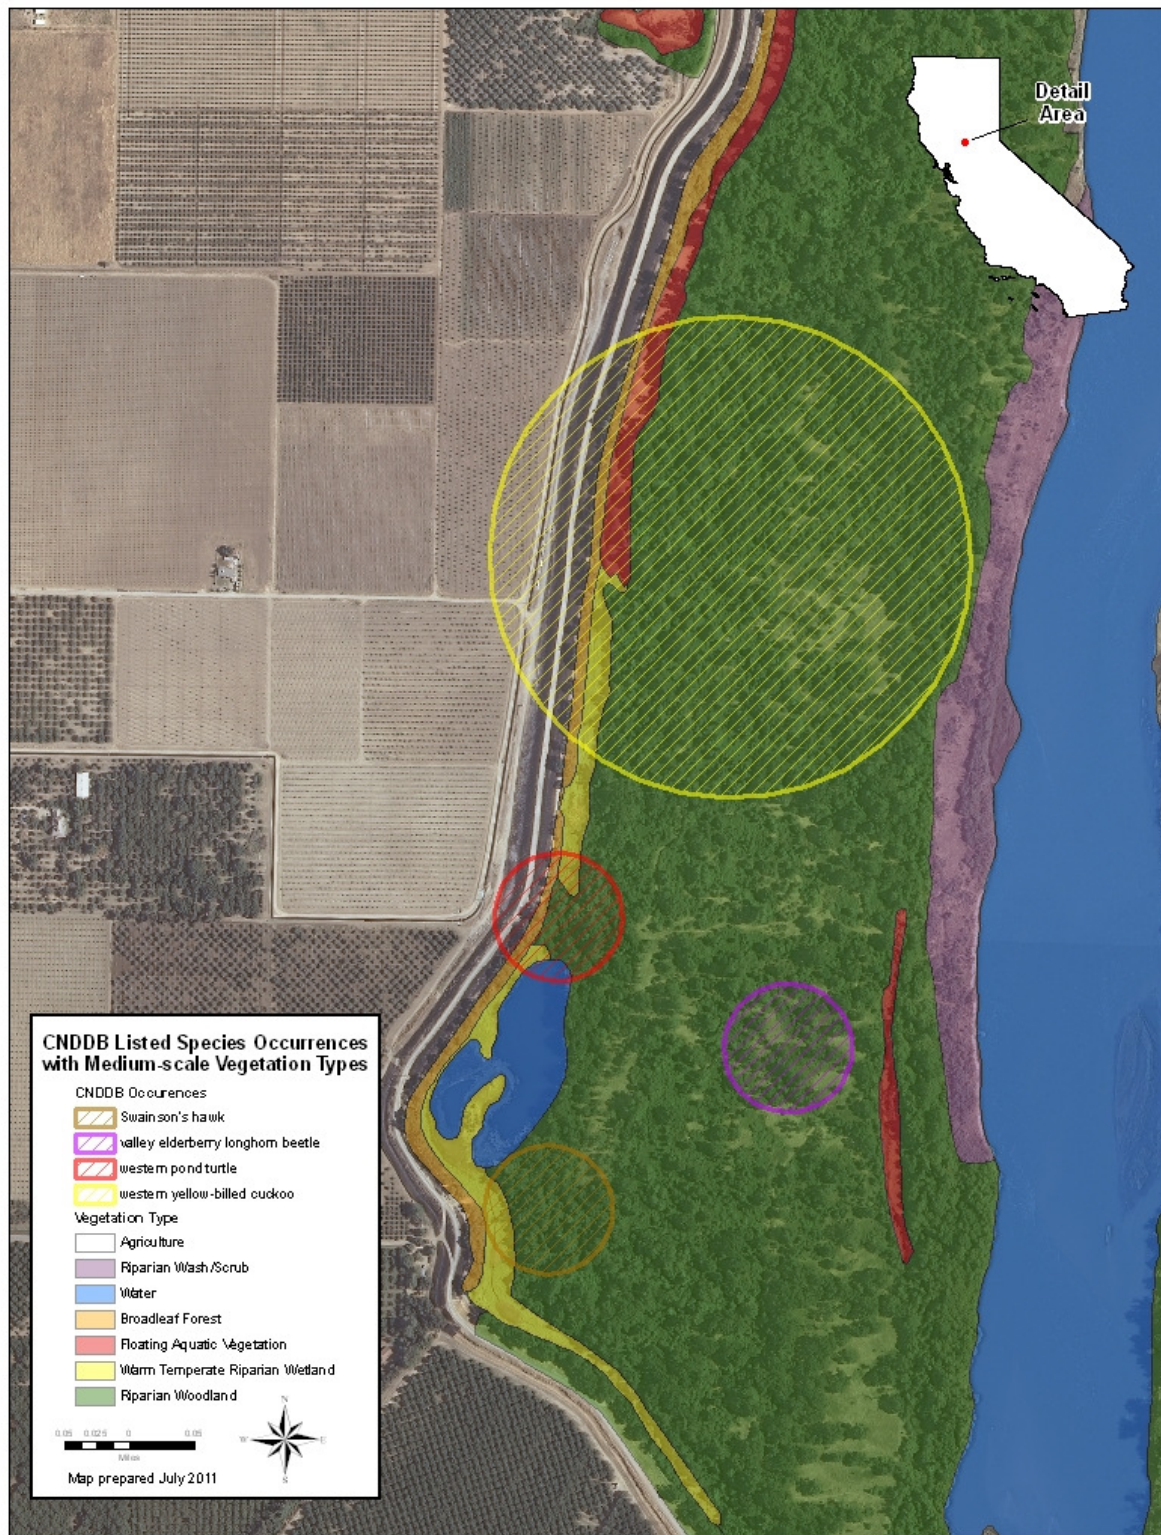 Detail
Area
CNDDB Listed Species Occurrences
with Medium-scale Vegetation Types
CNDDB Occurences
Swainson's hawk
valley elderberry longhorn beetle
western pond turtle
western yellow-billed cuckoo
Vegetation Type
Agriculture
Riparian Wash/Scrub
Water
Broadleaf Forest
Floating Aquatic Vegetation
Warm Temperate Riparian Wetland
Riparian Woodland
N
0.05 0.025 0 0.05
W E
Miles
S
Map prepared July 2011